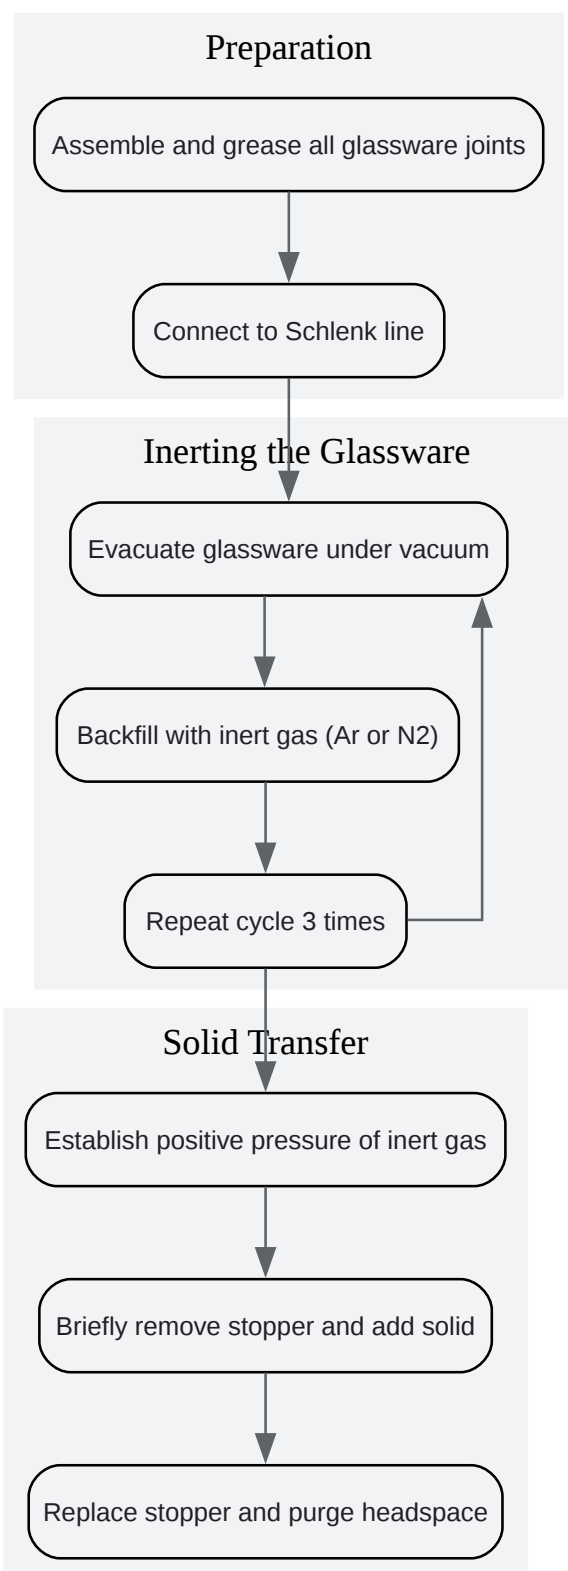 Preparation
Assemble and grease all glassware joints
Connect to Schlenk line
Inerting the Glassware
Evacuate glassware under vacuum
Backfill with inert gas (Ar or N2)
Repeat cycle 3 times
Solid Transfer
Establish positive pressure of inert gas
Briefly remove stopper and add solid
Replace stopper and purge headspace